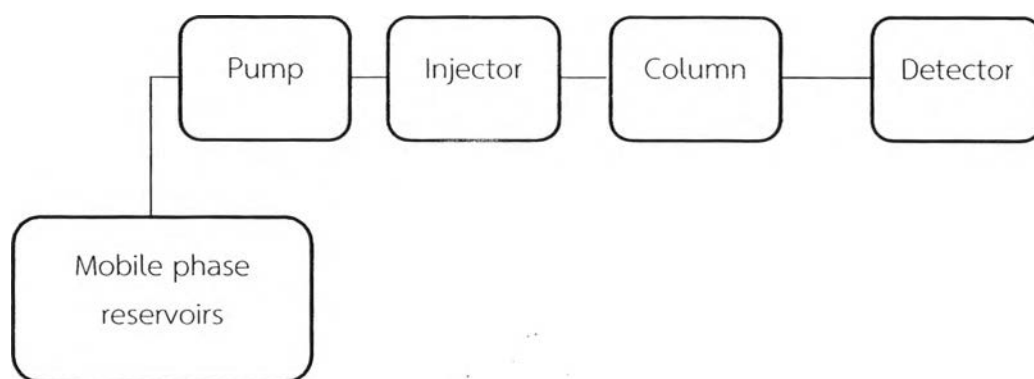 Pump
Injector
Column
Detector
Mobile phase
reservoirs